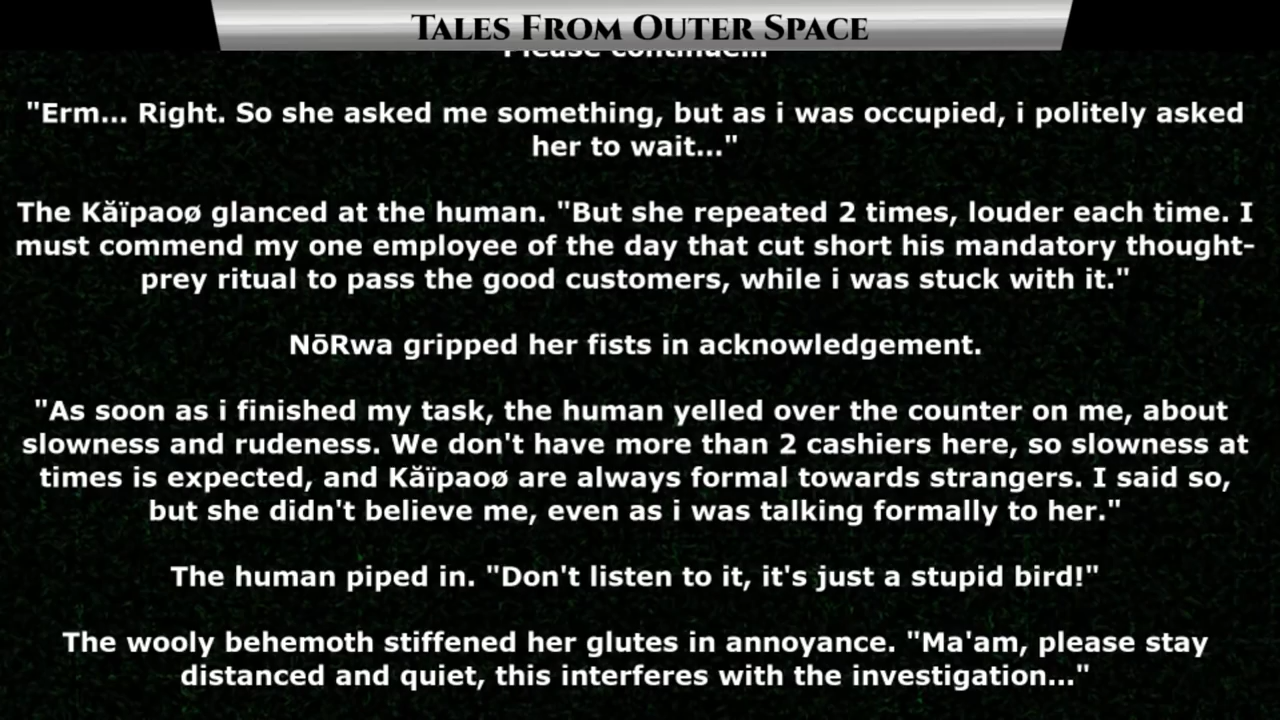 Tales From Outer Space
Please continue...
"Erm... Right. So she asked me something, but as i was occupied, i politely asked
her to wait..."
The Kăïpaoø glanced at the human. "But she repeated 2 times, louder each time. I
must commend my one employee of the day that cut short his mandatory thought-
prey ritual to pass the good customers, while i was stuck with it."
NōRwa gripped her fists in acknowledgement.
"As soon as i finished my task, the human yelled over the counter on me, about
slowness and rudeness. We don't have more than 2 cashiers here, so slowness at
times is expected, and Kăïpaoø are always formal towards strangers. I said so,
but she didn't believe me, even as i was talking formally to her."
The human piped in. "Don't listen to it, it's just a stupid bird!"
The wooly behemoth stiffened her glutes in annoyance. "Ma'am, please stay
distanced and quiet, this interferes with the investigation..."